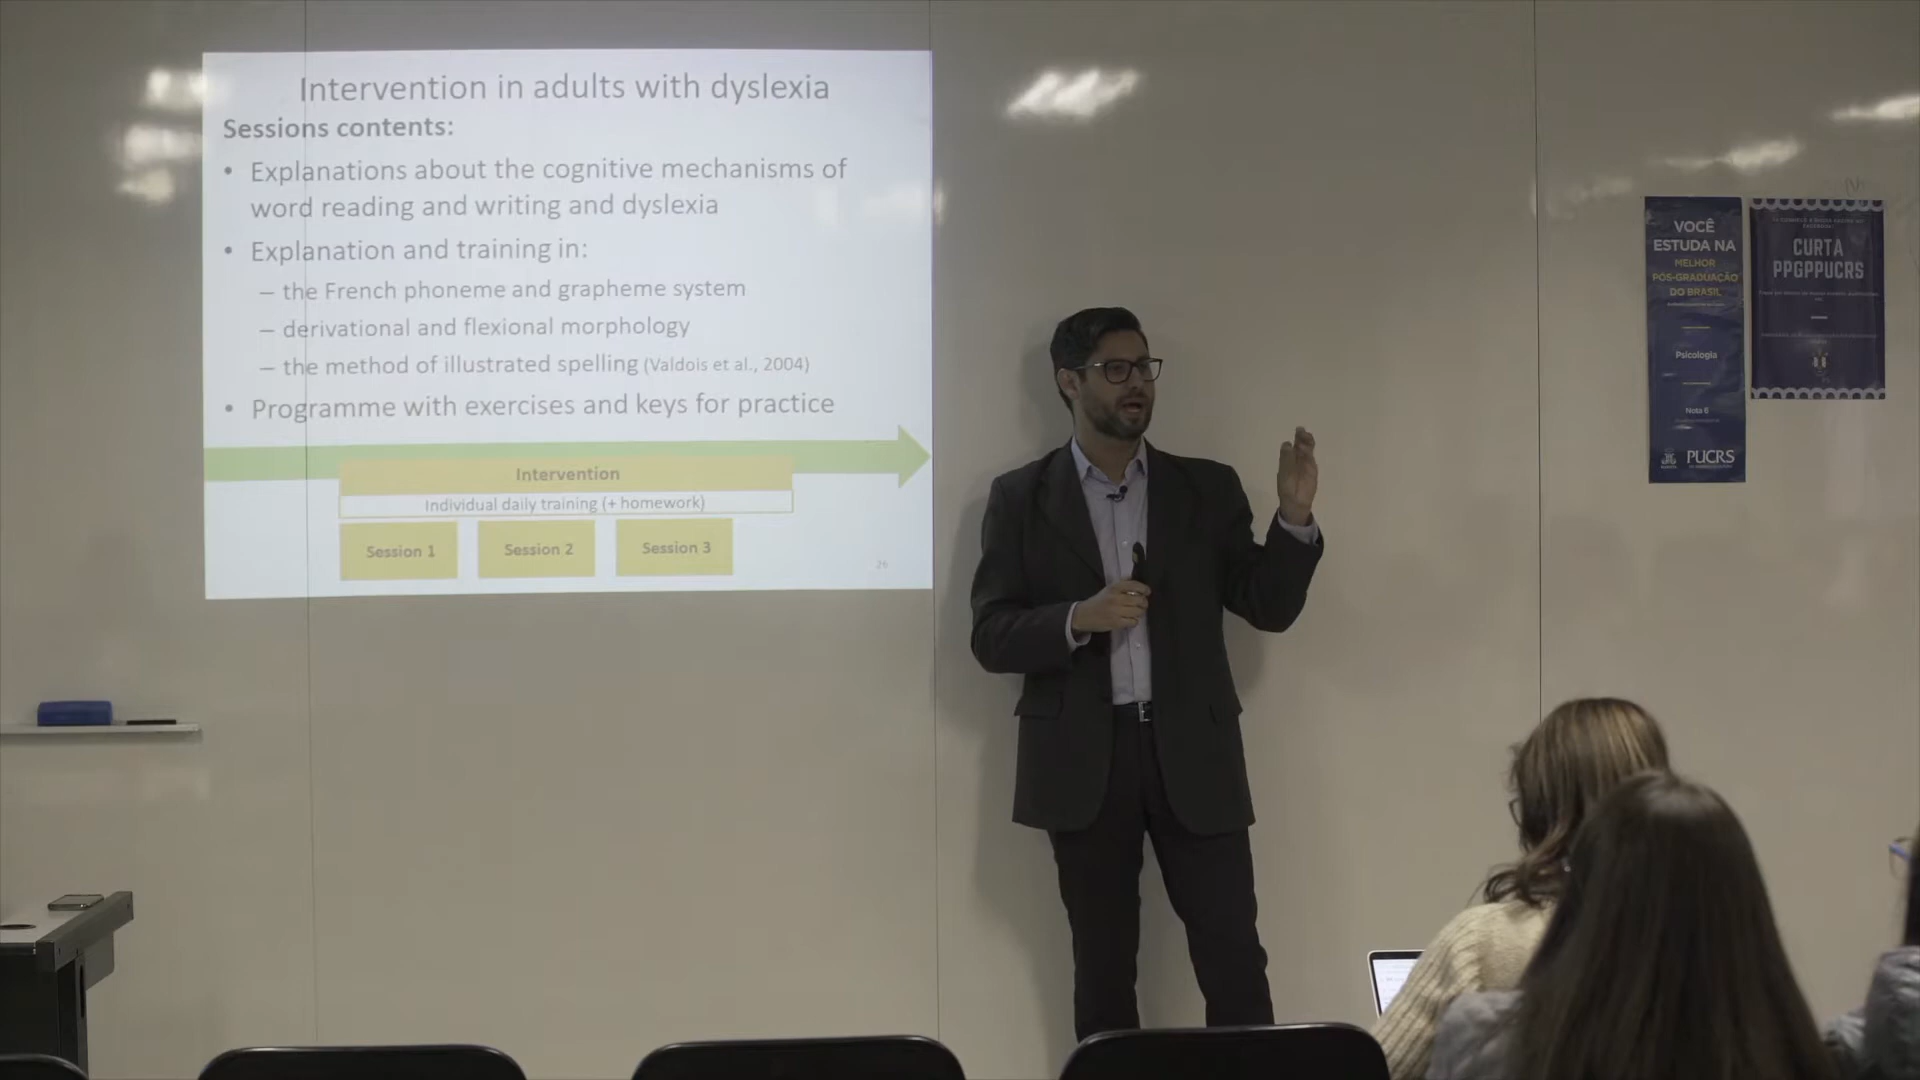 Intervention in adults with dyslexia
Sessions contents:
• Explanations about the cognitive mechanisms of
word reading and writing and dyslexia
• Explanation and training in:
– the French phoneme and grapheme system
– derivational and flexional morphology
– the method of illustrated spelling (Valdois et al., 2004)
• Programme with exercises and keys for practice
Intervention
Individual daily training (+ homework)
Session 1
Session 2
Session 3
26
VOCÊ
ESTUDA NA
MELHOR
PÓS-GRADUAÇÃO
DO BRASIL
Psicologia
Nota 6
PUCRS
CURTA
PPGPPUCRS